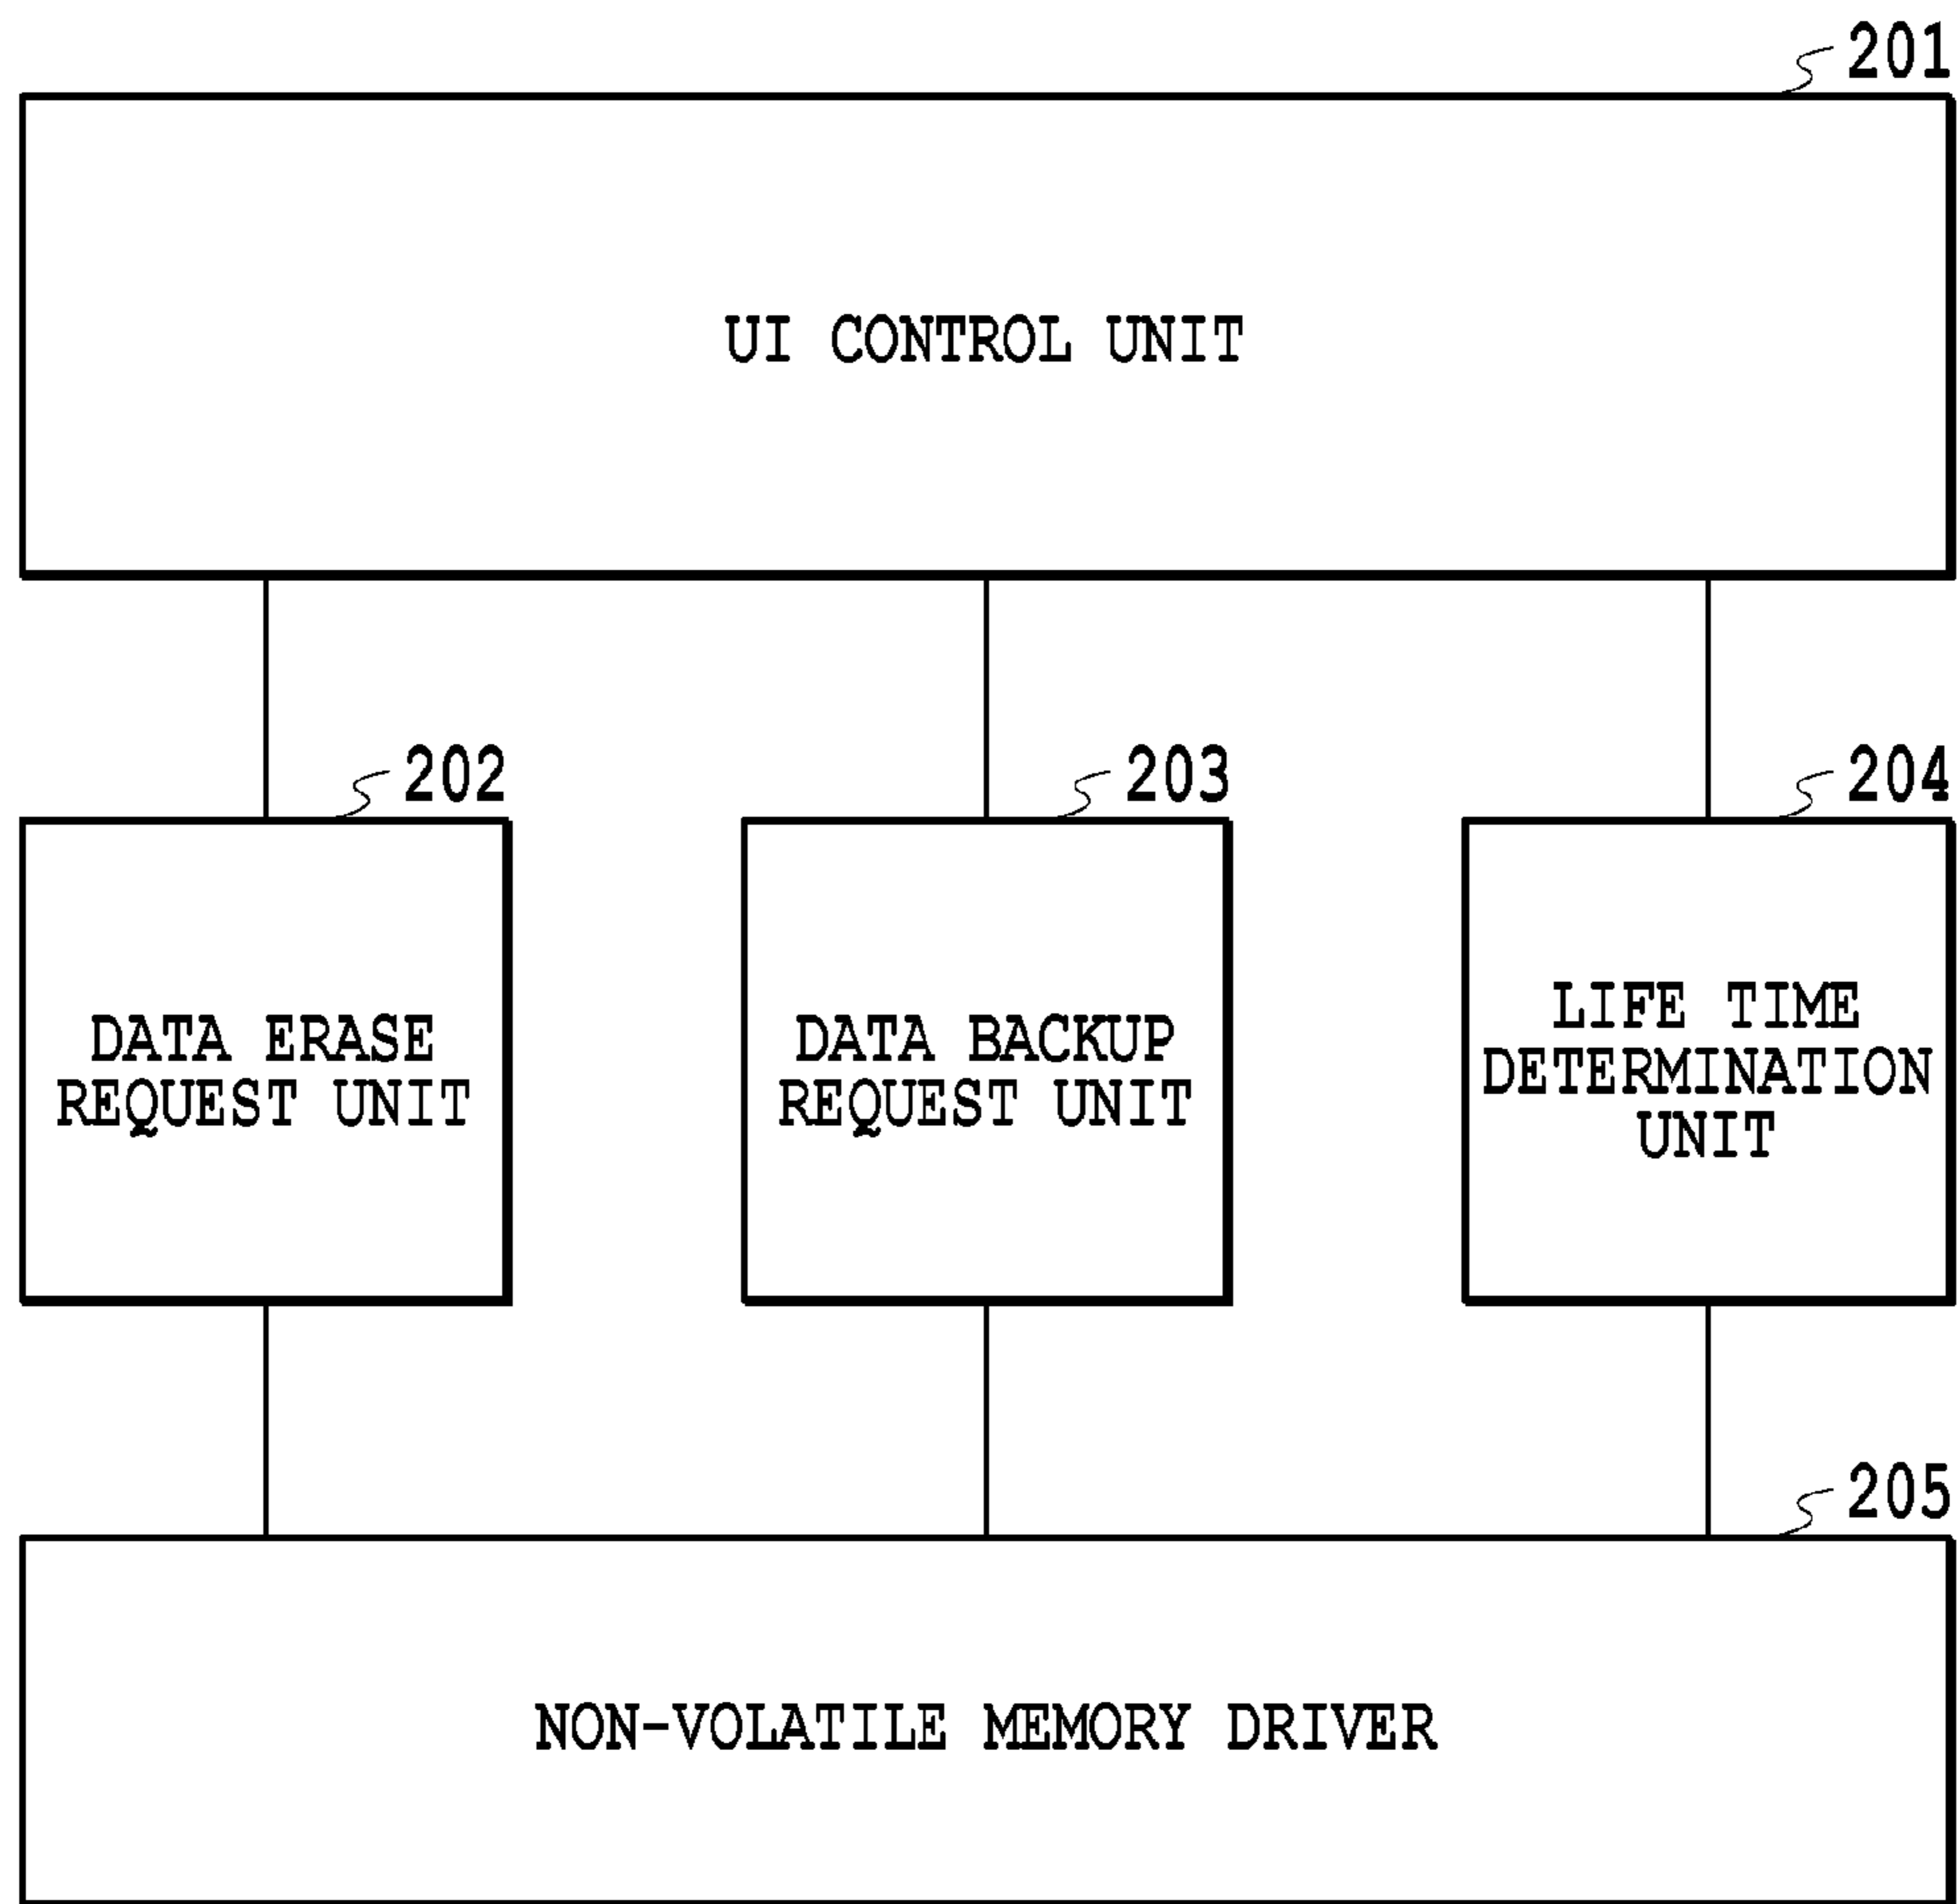 201
UI CONTROL UNIT
202
203
204
DATA ERASE
REQUEST UNIT
DATA BACKUP
REQUEST UNIT
LIFE TIME
DETERMINATION
UNIT
205
NON-VOLATILE MEMORY DRIVER